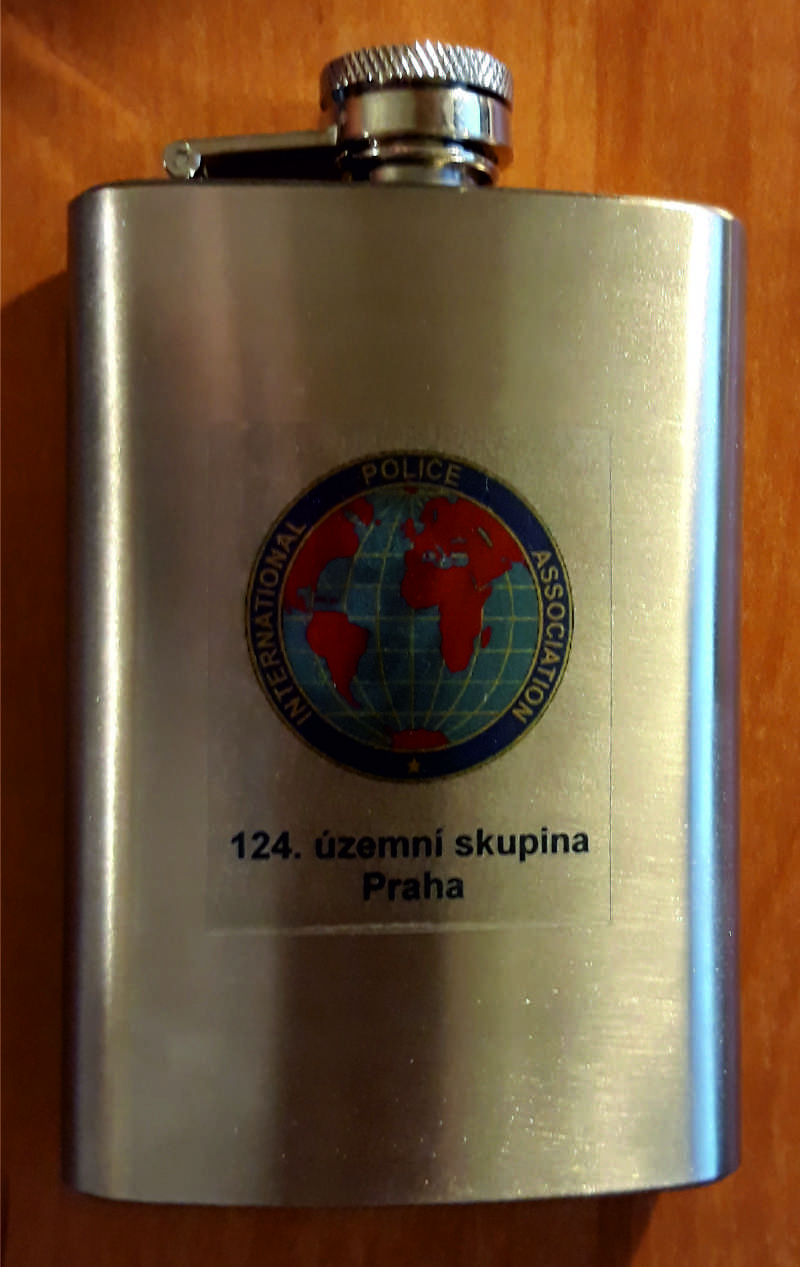 INTERNATIONAL POLICE ASSOCIATION
124. územní skupina
Praha